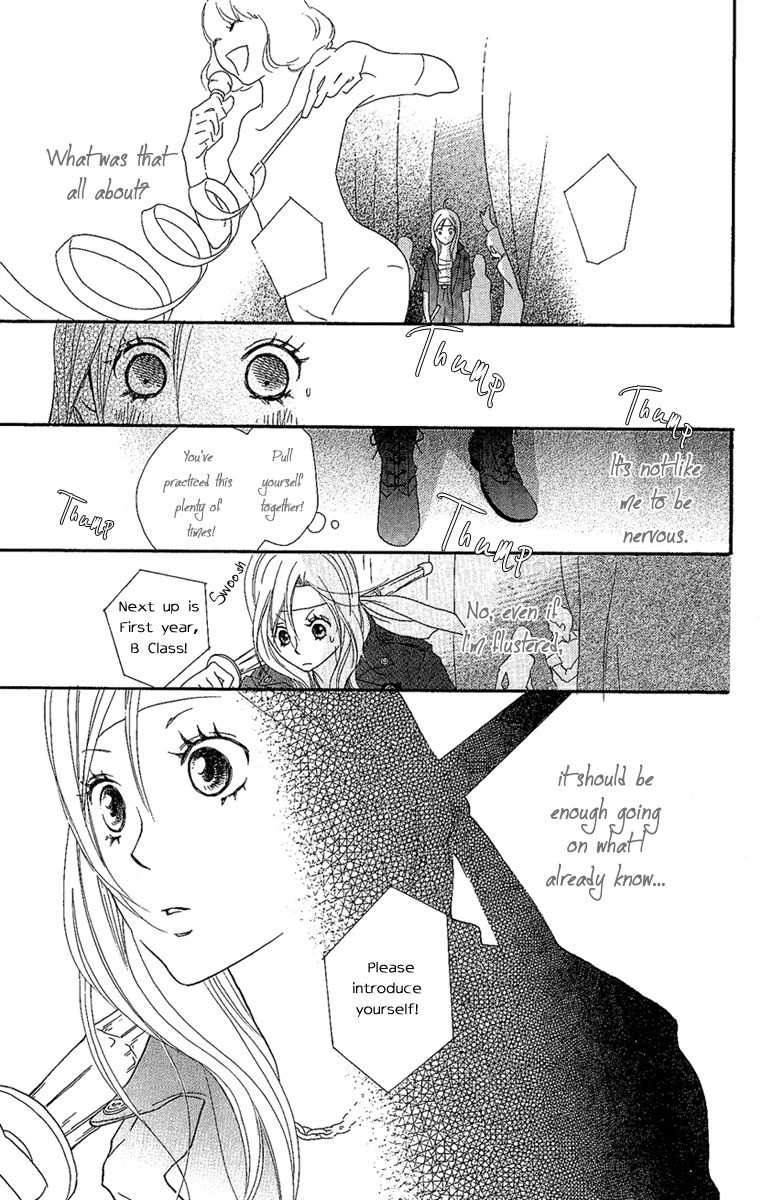 What was that
all about?
Thump
Thump
It's not like
me to be
nervous.
Pull
yourself
together!
You've
practiced this
plenty of
times!
Thump
Thump
Swoosh
Next up is
First year,
B Class!
No, even if
I'm flustered,
it should be
enough going
on what I
already know...
Please
introduce
yourself!